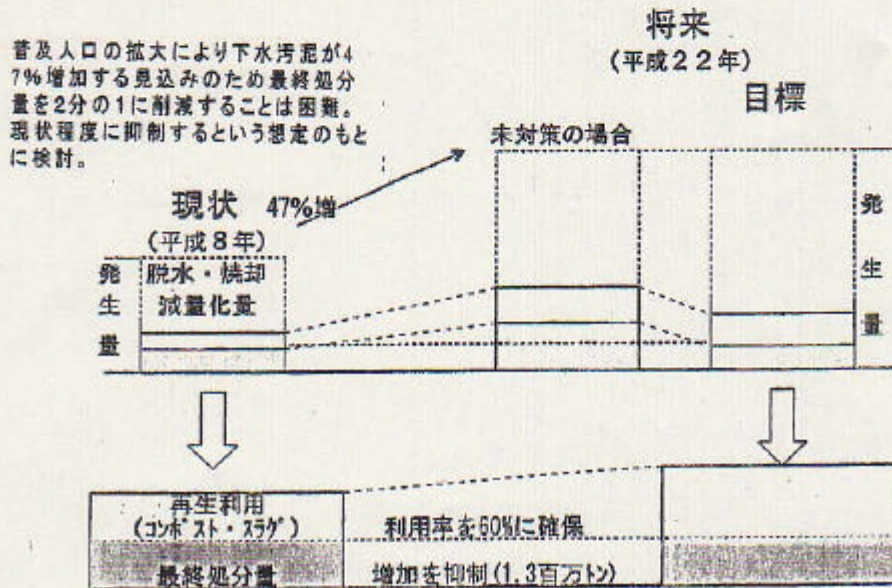 普及人口の拡大により下水汚泥が4
7%増加する見込みのため最終処分
量を2分の1に削減することは困難。
現状程度に抑制するという想定のもと
に検討。
将来
(平成22年)
目標
未対策の場合
現状 47%増
(平成8年)
発生量
脱水・焼却
減量化量
発生量
再生利用
(コンポスト・スラグ)
利用率を60%に確保
最終処分量
増加を抑制(1.3百万トン)